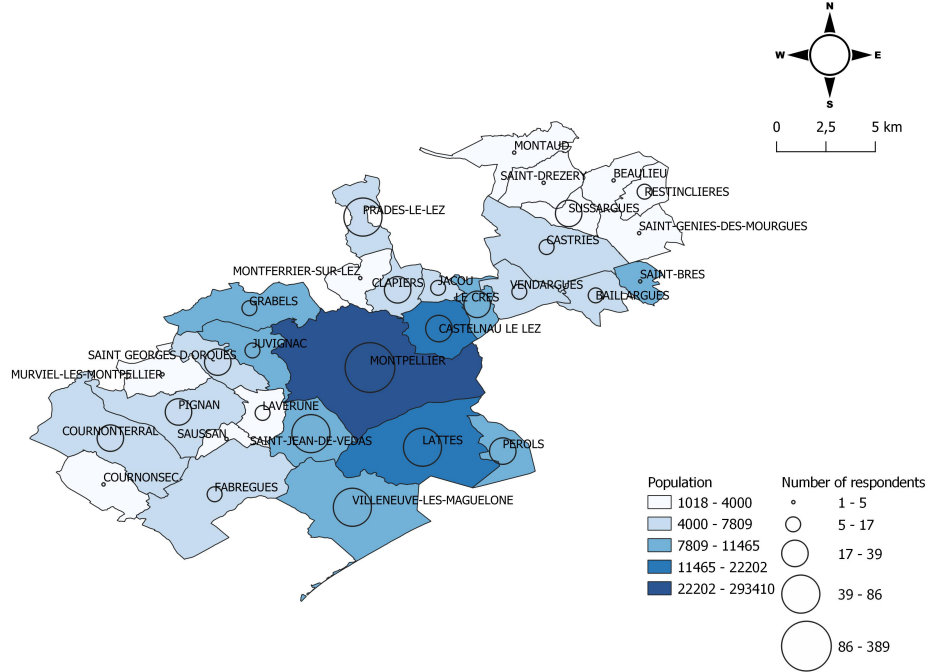 N
W
E
S
0 2,5 5 km
MONTAUD
SAINT-DREZERY
BEAULIEU
RESTINCLIERES
SUSSARGUES
PRADES-LE-LEZ
SAINT-GENIES-DES-MOURGUES
CASTRIES
MONTFERRIER-SUR-LEZ
SAINT-BRES
CLAPIERS
JACOU
VENDARGUES
BAILLARGUES
LE CRES
GRABELS
CASTELNAU LE LEZ
JUVIGNAC
SAINT GEORGES D'ORQUES
MONTPELLIER
MURVIEL-LES-MONTPELLIER
PIGNAN
LAVERUNE
COURNONTERRAL
SAUSSAN
SAINT-JEAN-DE-VEDAS
LATTES
PEROLS
COURNONSEC
FABREGUES
VILLENEUVE-LES-MAGUELONE
Population
1018 - 4000
4000 - 7809
7809 - 11465
11465 - 22202
22202 - 293410
Number of respondents
1 - 5
5 - 17
17 - 39
39 - 86
86 - 389